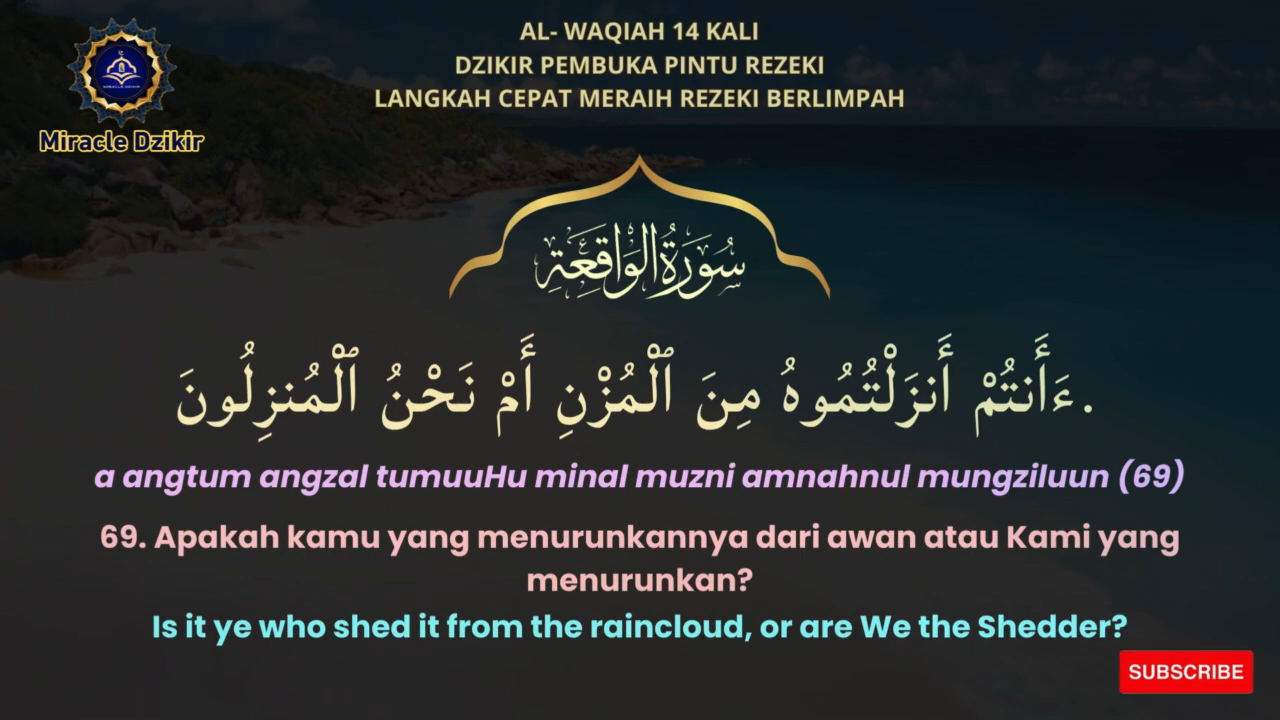 AL- WAQIAH 14 KALI
DZIKIR PEMBUKA PINTU REZEKI
LANGKAH CEPAT MERAIH REZEKI BERLIMPAH
MIRACLE DZIKIR
Miracle Dzikir
سُورَةُ الْوَاقِعَةِ
ءَأَنتُمْ أَنزَلْتُمُوهُ مِنَ ٱلْمُزْنِ أَمْ نَحْنُ ٱلْمُنزِلُونَ.
a angtum angzal tumuuHu minal muzni amnahnul mungziluun (69)
69. Apakah kamu yang menurunkannya dari awan atau Kami yang
menurunkan?
Is it ye who shed it from the raincloud, or are We the Shedder?
SUBSCRIBE